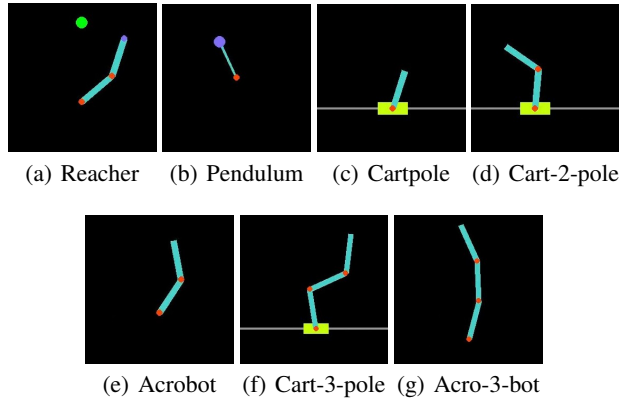 (a) Reacher (b) Pendulum (c) Cartpole (d) Cart-2-pole
(e) Acrobot (f) Cart-3-pole (g) Acro-3-bot